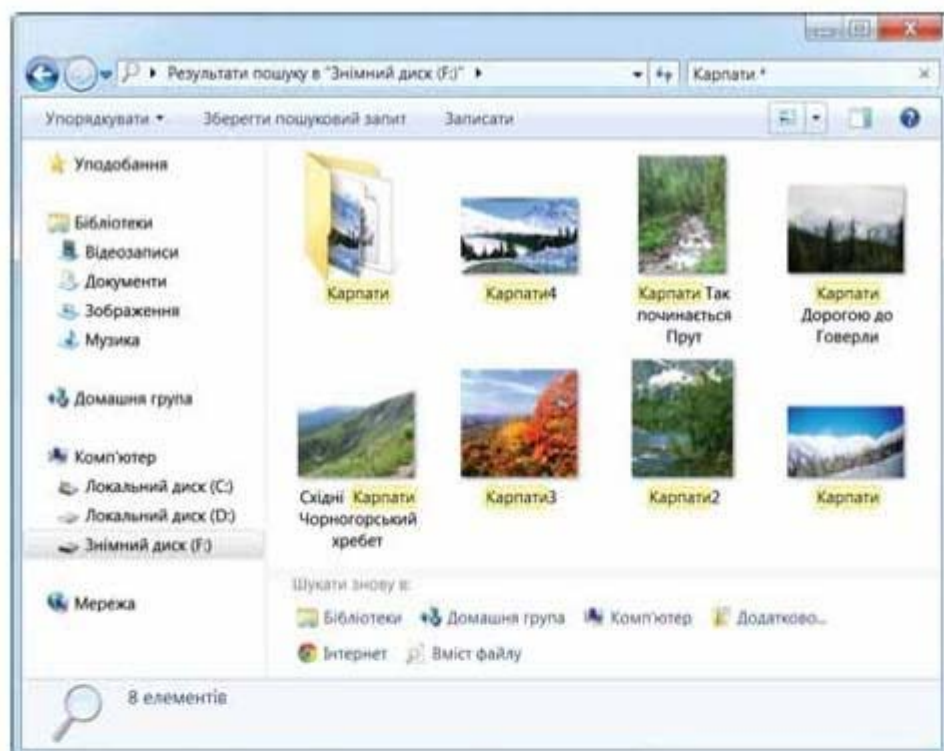 Результати пошуку в "Знімний диск (F:)"
Карпати *
Упорядкувати
Зберегти пошуковий запит
Записати
Уподобання
Бібліотеки
Відеозаписи
Документи
Зображення
Музика
Домашня група
Комп'ютер
Локальний диск (C:)
Локальний диск (D:)
Знімний диск (F:)
Мережа
Карпати
Карпати4
Карпати Так
починається
Прут
Карпати
Дорогою до
Говерли
Східні Карпати
Чорногорський
хребет
Карпати3
Карпати2
Карпати
Шукати знову в:
Бібліотеки
Домашня група
Комп'ютер
Додатково...
Інтернет
Вміст файлу
8 елементів